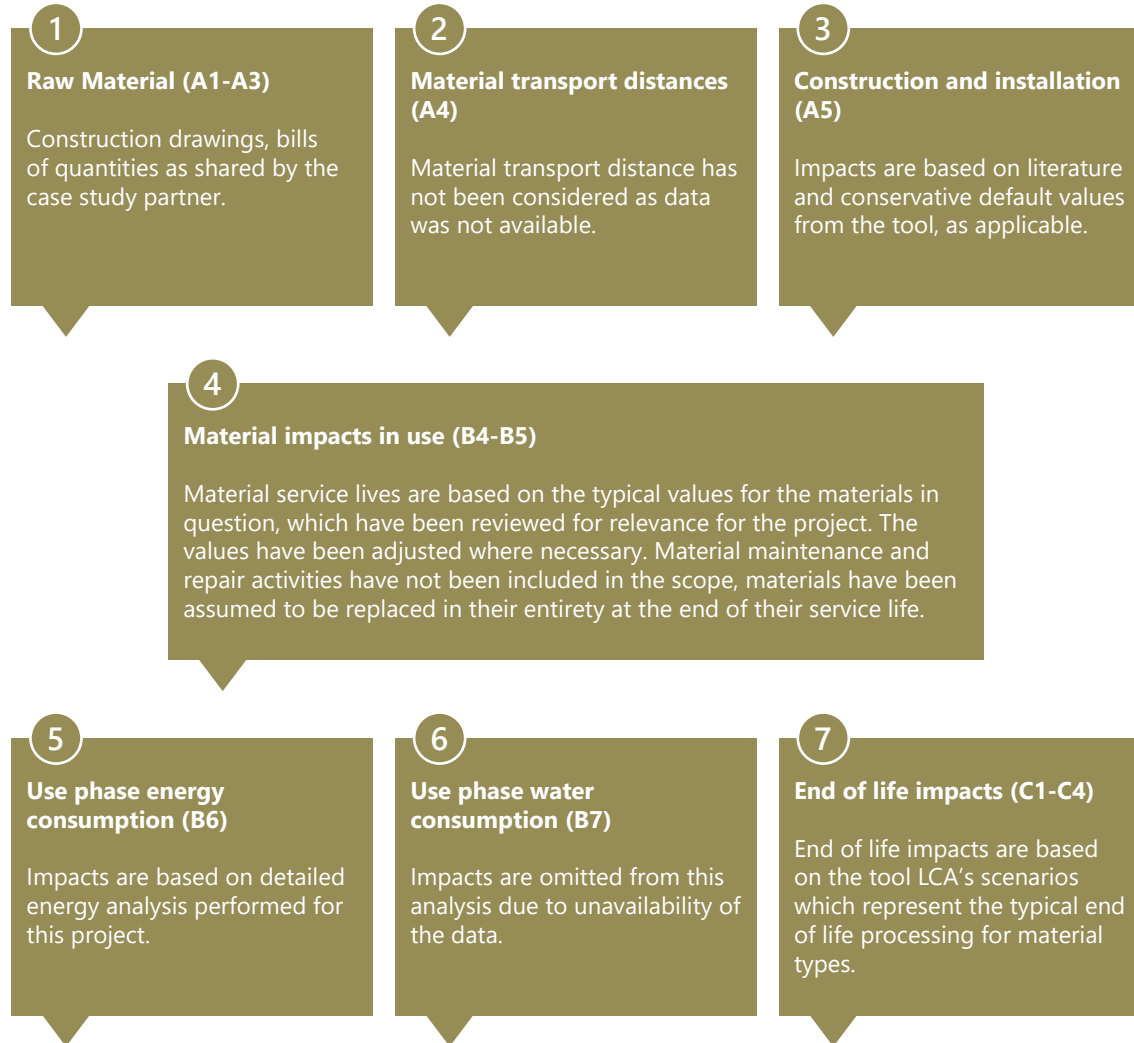 1
Raw Material (A1-A3)
Construction drawings, bills
of quantities as shared by the
case study partner.
2
Material transport distances
(A4)
Material transport distance has
not been considered as data
was not available.
3
Construction and installation
(A5)
Impacts are based on literature
and conservative default values
from the tool, as applicable.
4
Material impacts in use (B4-B5)
Material service lives are based on the typical values for the materials in
question, which have been reviewed for relevance for the project. The
values have been adjusted where necessary. Material maintenance and
repair activities have not been included in the scope, materials have been
assumed to be replaced in their entirety at the end of their service life.
5
Use phase energy
consumption (B6)
Impacts are based on detailed
energy analysis performed for
this project.
6
Use phase water
consumption (B7)
Impacts are omitted from this
analysis due to unavailability of
the data.
7
End of life impacts (C1-C4)
End of life impacts are based
on the tool LCA's scenarios
which represent the typical end
of life processing for material
types.